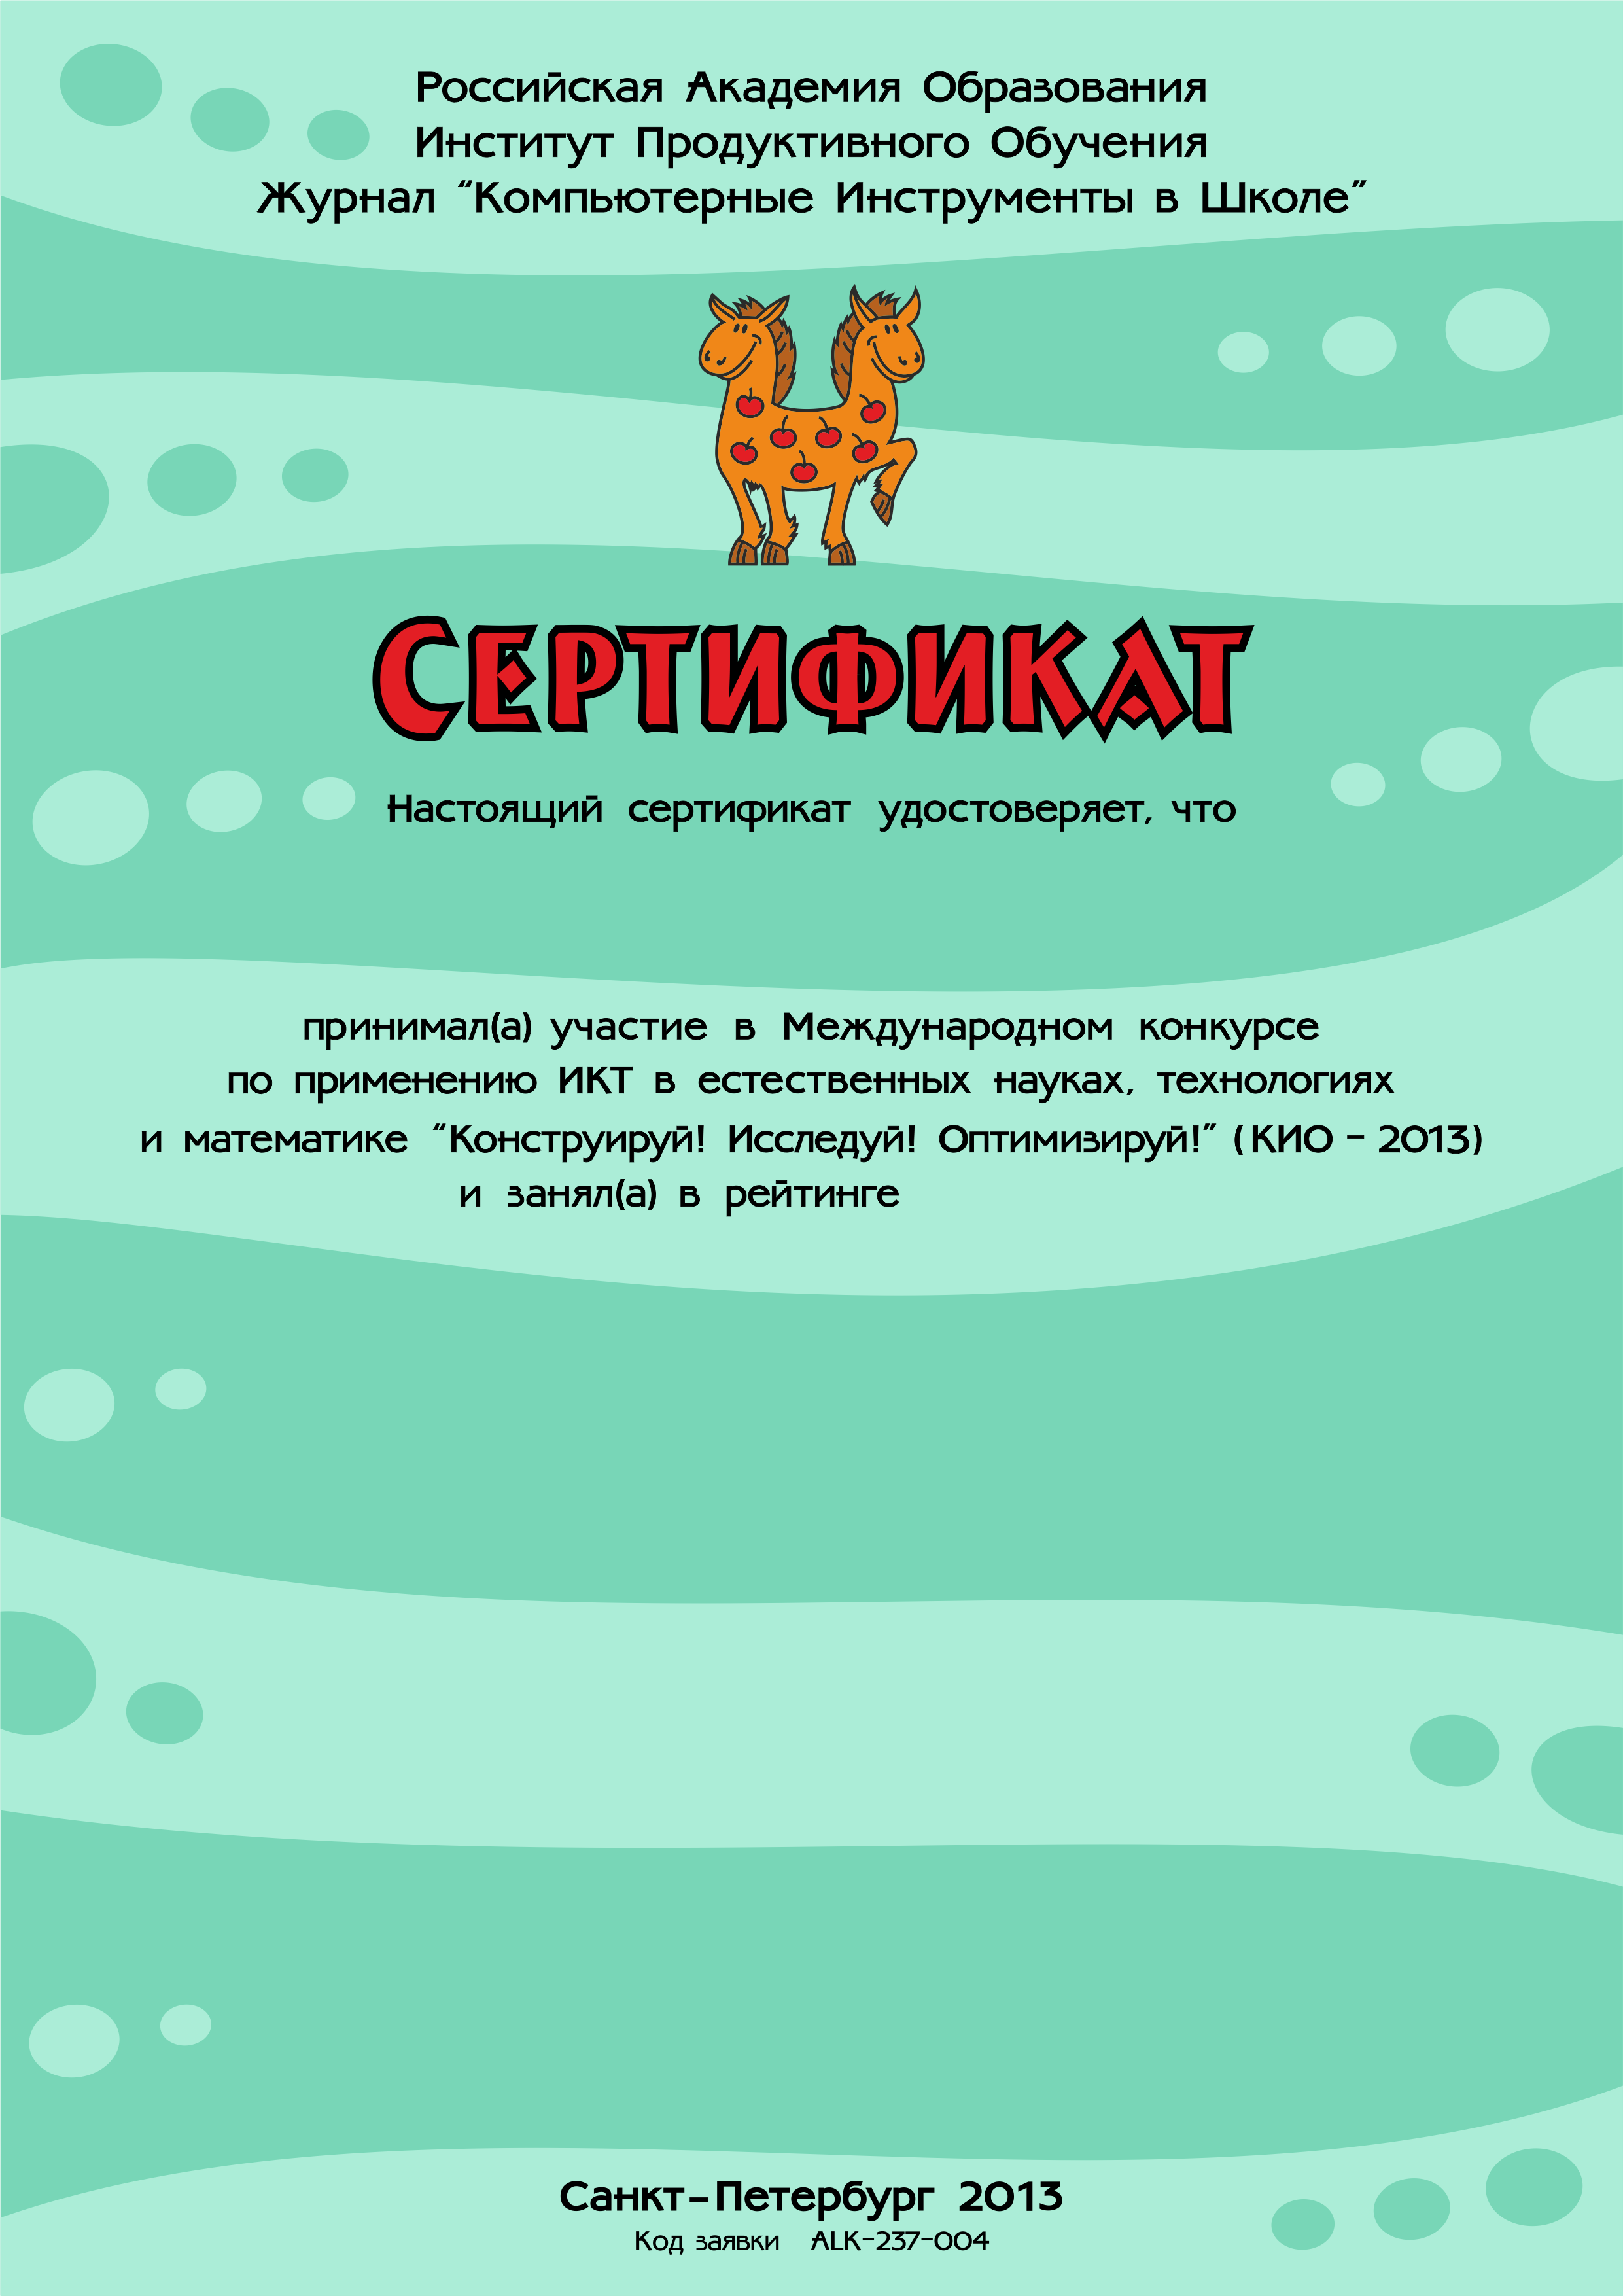 Российская Академия Образования
Институт Продуктивного Обучения
Журнал “Компьютерные Инструменты в Школе”
Сертификат
Настоящий сертификат удостоверяет, что
принимал(а) участие в Международном конкурсе
по применению ИКТ в естественных науках, технологиях
и математике “Конструируй! Исследуй! Оптимизируй!” (КИО - 2013)
и занял(а) в рейтинге
Санкт-Петербург 2013
Код заявки ALK-237-004